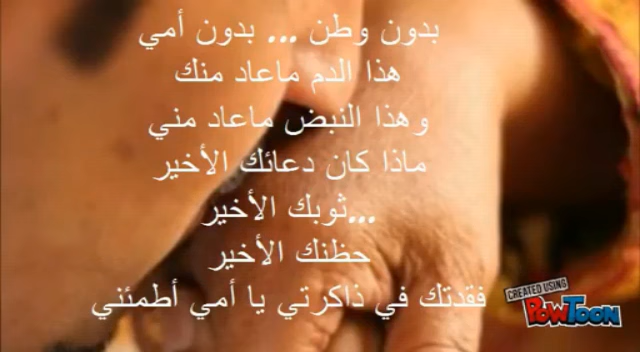 بدون وطن ... بدون أمي
هذا الدم ماعاد منك
وهذا النبض ماعاد مني
ماذا كان دعائك الأخير
...ثوبك الأخير
حظنك الأخير
فقدتك في ذاكرتي يا أمي أطمئني
CREATED USING
POWTOON